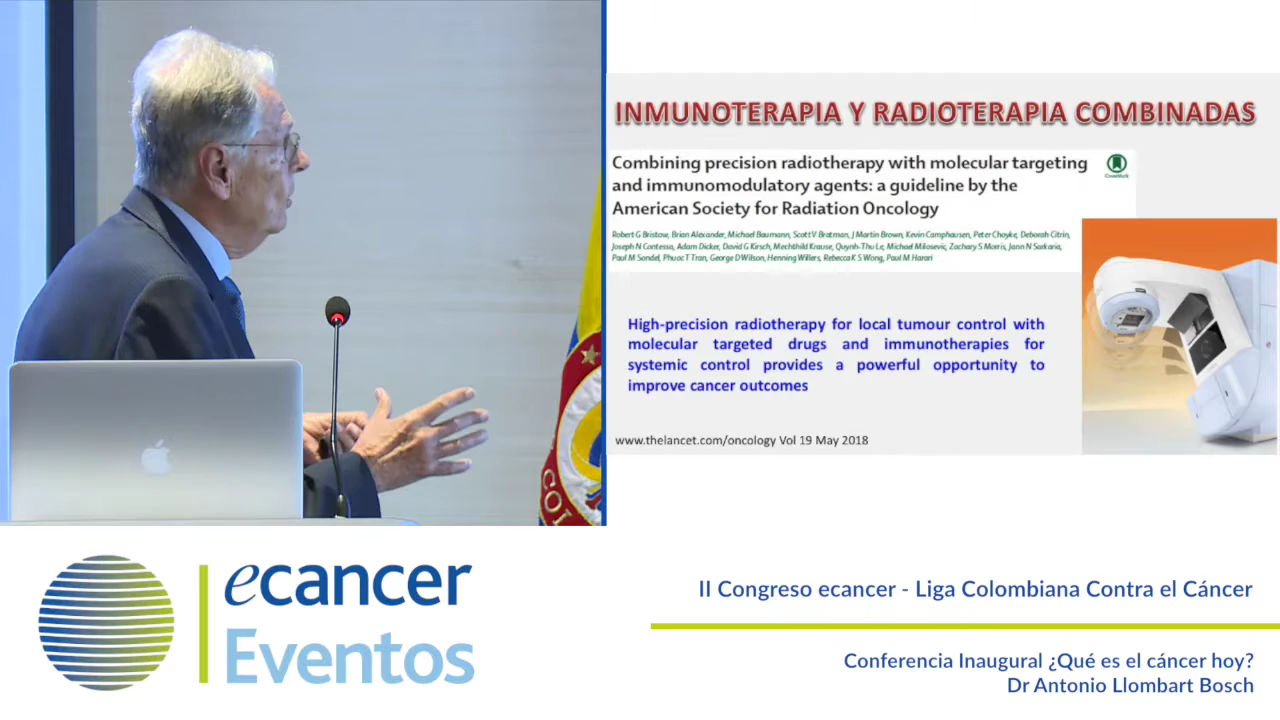 INMUNOTERAPIA Y RADIOTERAPIA COMBINADAS
Combining precision radiotherapy with molecular targeting
and immunomodulatory agents: a guideline by the
American Society for Radiation Oncology
CrossMark
Robert G Bristow, Brian Alexander, Michael Baumann, Scott V Bratman, J Martin Brown, Kevin Camphausen, Peter Choyke, Deborah Citrin,
Joseph N Contessa, Adam Dicker, David G Kirsch, Mechthild Krause, Quynh-Thu Le, Michael Milosevic, Zachary S Morris, Jann N Sarkaria,
Paul M Sondel, Phuoc T Tran, George D Wilson, Henning Willers, Rebecca K S Wong, Paul M Harari
High-precision radiotherapy for local tumour control with
molecular targeted drugs and immunotherapies for
systemic control provides a powerful opportunity to
improve cancer outcomes
www.thelancet.com/oncology Vol 19 May 2018
COL
ecancer
Eventos
II Congreso ecancer - Liga Colombiana Contra el Cáncer
Conferencia Inaugural ¿Qué es el cáncer hoy?
Dr Antonio Llombart Bosch